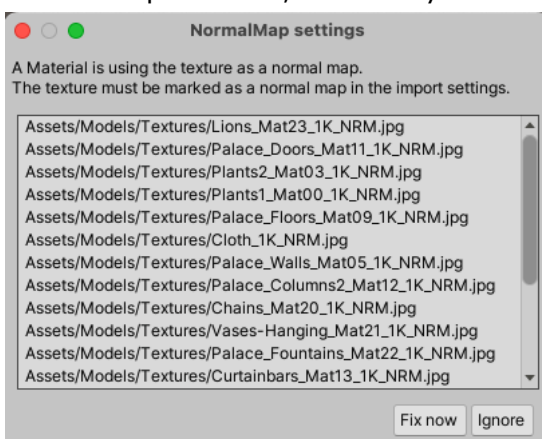 NormalMap settings
A Material is using the texture as a normal map.
The texture must be marked as a normal map in the import settings.
Assets/Models/Textures/Lions_Mat23_1K_NRM.jpg
Assets/Models/Textures/Palace_Doors_Mat11_1K_NRM.jpg
Assets/Models/Textures/Plants2_Mat03_1K_NRM.jpg
Assets/Models/Textures/Plants1_Mat00_1K_NRM.jpg
Assets/Models/Textures/Palace_Floors_Mat09_1K_NRM.jpg
Assets/Models/Textures/Cloth_1K_NRM.jpg
Assets/Models/Textures/Palace_Walls_Mat05_1K_NRM.jpg
Assets/Models/Textures/Palace_Columns2_Mat12_1K_NRM.jpg
Assets/Models/Textures/Chains_Mat20_1K_NRM.jpg
Assets/Models/Textures/Vases-Hanging_Mat21_1K_NRM.jpg
Assets/Models/Textures/Palace_Fountains_Mat22_1K_NRM.jpg
Assets/Models/Textures/Curtainbars_Mat13_1K_NRM.jpg
Fix now Ignore